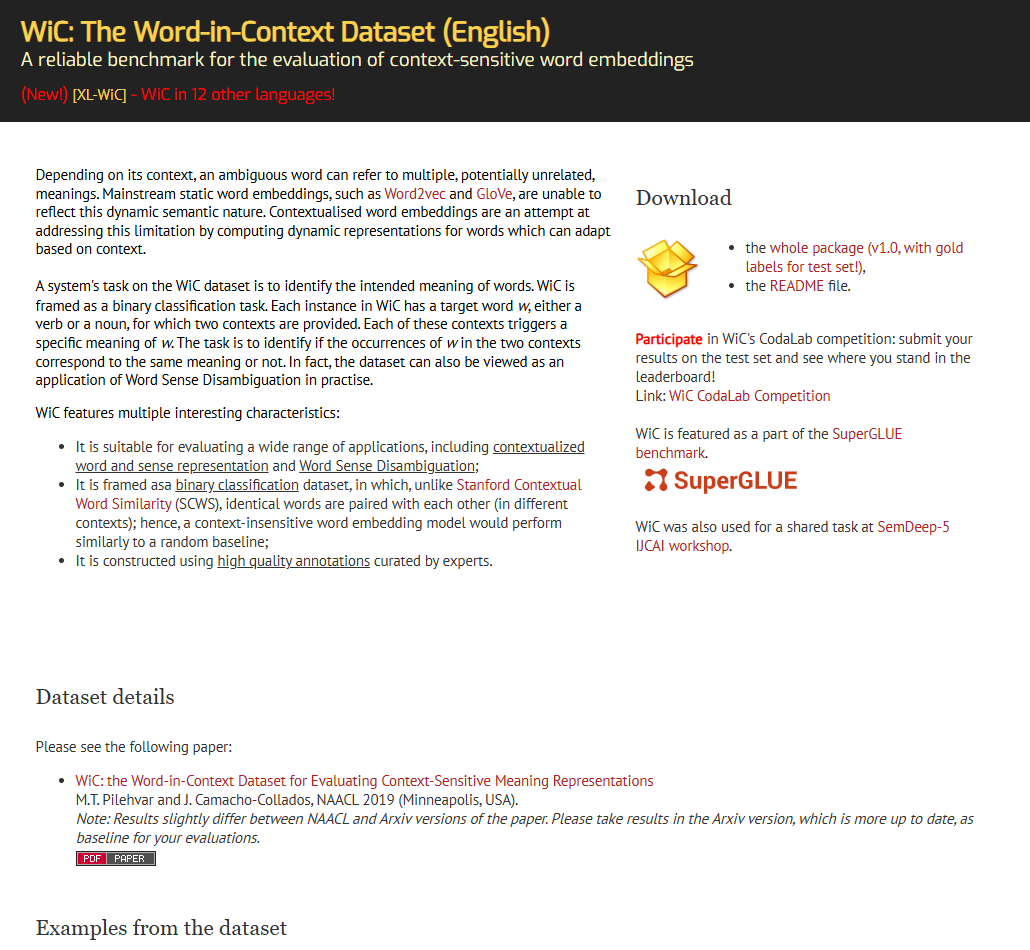 WiC: The Word-in-Context Dataset (English)
A reliable benchmark for the evaluation of context-sensitive word embeddings
(New!) [XL-WiC] - WiC in 12 other languages!
Depending on its context, an ambiguous word can refer to multiple, potentially unrelated,
meanings. Mainstream static word embeddings, such as Word2vec and GloVe, are unable to
reflect this dynamic semantic nature. Contextualised word embeddings are an attempt at
addressing this limitation by computing dynamic representations for words which can adapt
based on context.
A system's task on the WiC dataset is to identify the intended meaning of words. WiC is
framed as a binary classification task. Each instance in WiC has a target word w, either a
verb or a noun, for which two contexts are provided. Each of these contexts triggers a
specific meaning of w. The task is to identify if the occurrences of w in the two contexts
correspond to the same meaning or not. In fact, the dataset can also be viewed as an
application of Word Sense Disambiguation in practise.
WiC features multiple interesting characteristics:
• It is suitable for evaluating a wide range of applications, including contextualized
word and sense representation and Word Sense Disambiguation;
• It is framed asa binary classification dataset, in which, unlike Stanford Contextual
Word Similarity (SCWS), identical words are paired with each other (in different
contexts); hence, a context-insensitive word embedding model would perform
similarly to a random baseline;
• It is constructed using high quality annotations curated by experts.
Download
• the whole package (v1.0, with gold
labels for test set!),
• the README file.
Participate in WiC's CodaLab competition: submit your
results on the test set and see where you stand in the
leaderboard!
Link: WiC CodaLab Competition
WiC is featured as a part of the SuperGLUE
benchmark.
SuperGLUE
WiC was also used for a shared task at SemDeep-5
IJCAI workshop.
Dataset details
Please see the following paper:
• WiC: the Word-in-Context Dataset for Evaluating Context-Sensitive Meaning Representations
M.T. Pilehvar and J. Camacho-Collados, NAACL 2019 (Minneapolis, USA).
Note: Results slightly differ between NAACL and Arxiv versions of the paper. Please take results in the Arxiv version, which is more up to date, as
baseline for your evaluations.
PDF PAPER
Examples from the dataset